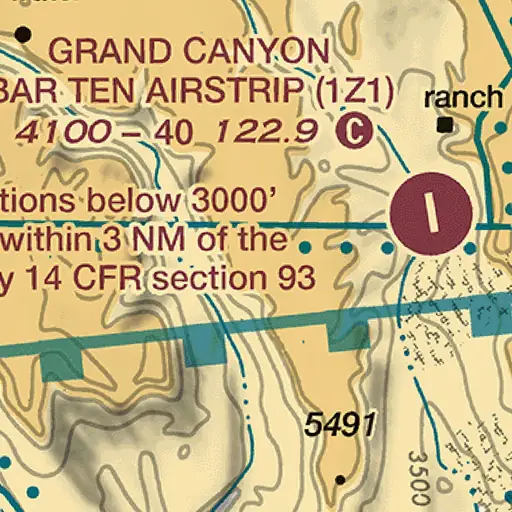 GRAND CANYON
BAR TEN AIRSTRIP (1Z1)
4100 – 40 122.9 C
ranch
tions below 3000'
within 3 NM of the
y 14 CFR section 93
5491
3500